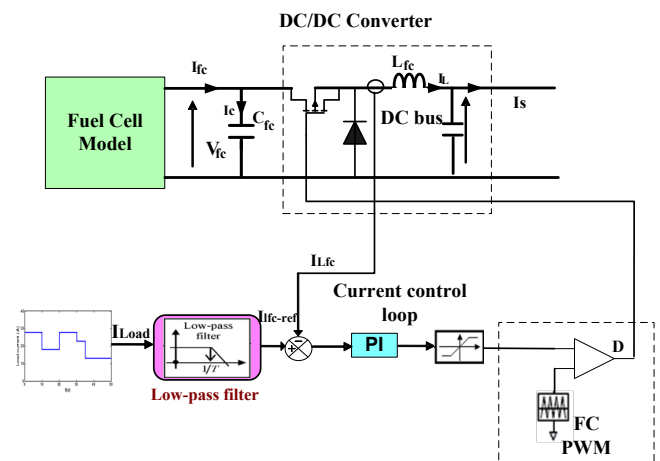 DC/DC Converter
Ifc
Lfc
IL
Is
Ic
Cfc
DC bus
Fuel Cell
Model
Vfc
ILfc
Current control
loop
ILoad
Low-pass
filter
1/T
Ilfc-ref
PI
D
Low-pass filter
FC
PWM